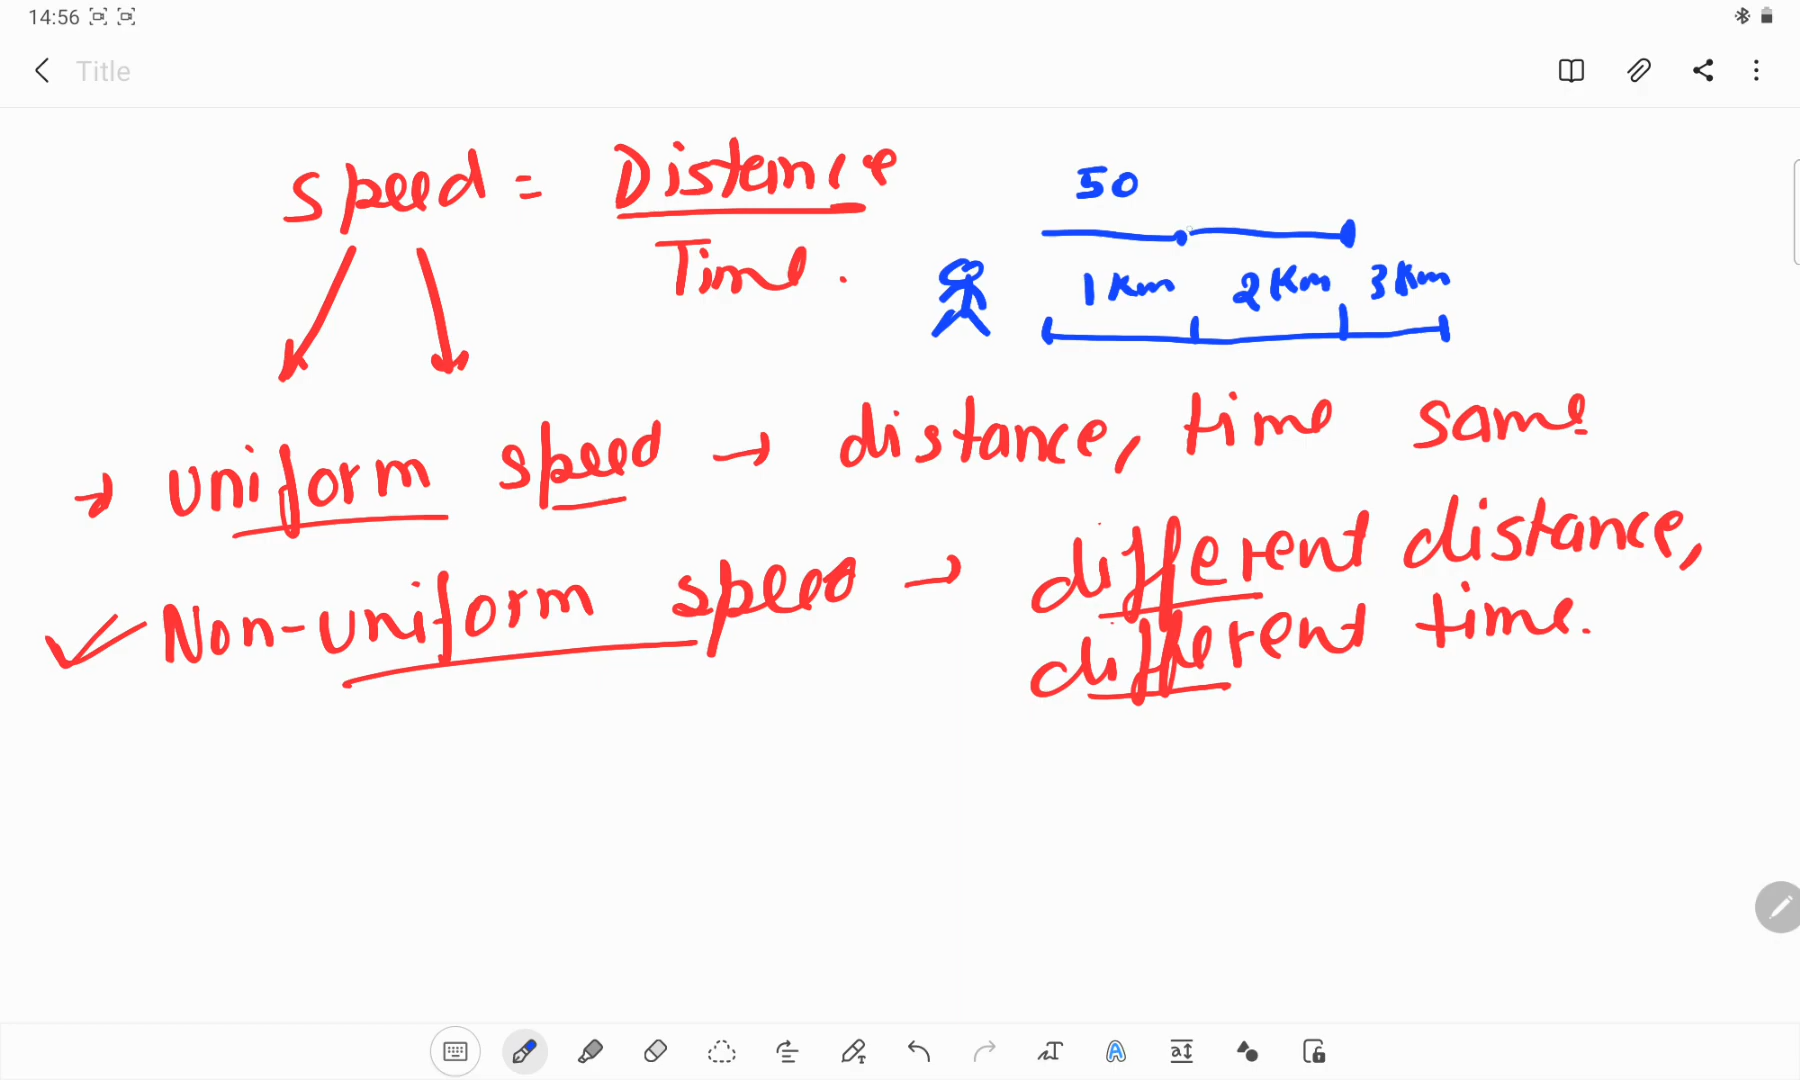 14:56
Title
speed = Distance
Time.
50
1 Km 2 Km 3 Km
→ uniform speed → distance, time same
✓ Non-uniform speed → different distance,
different time.